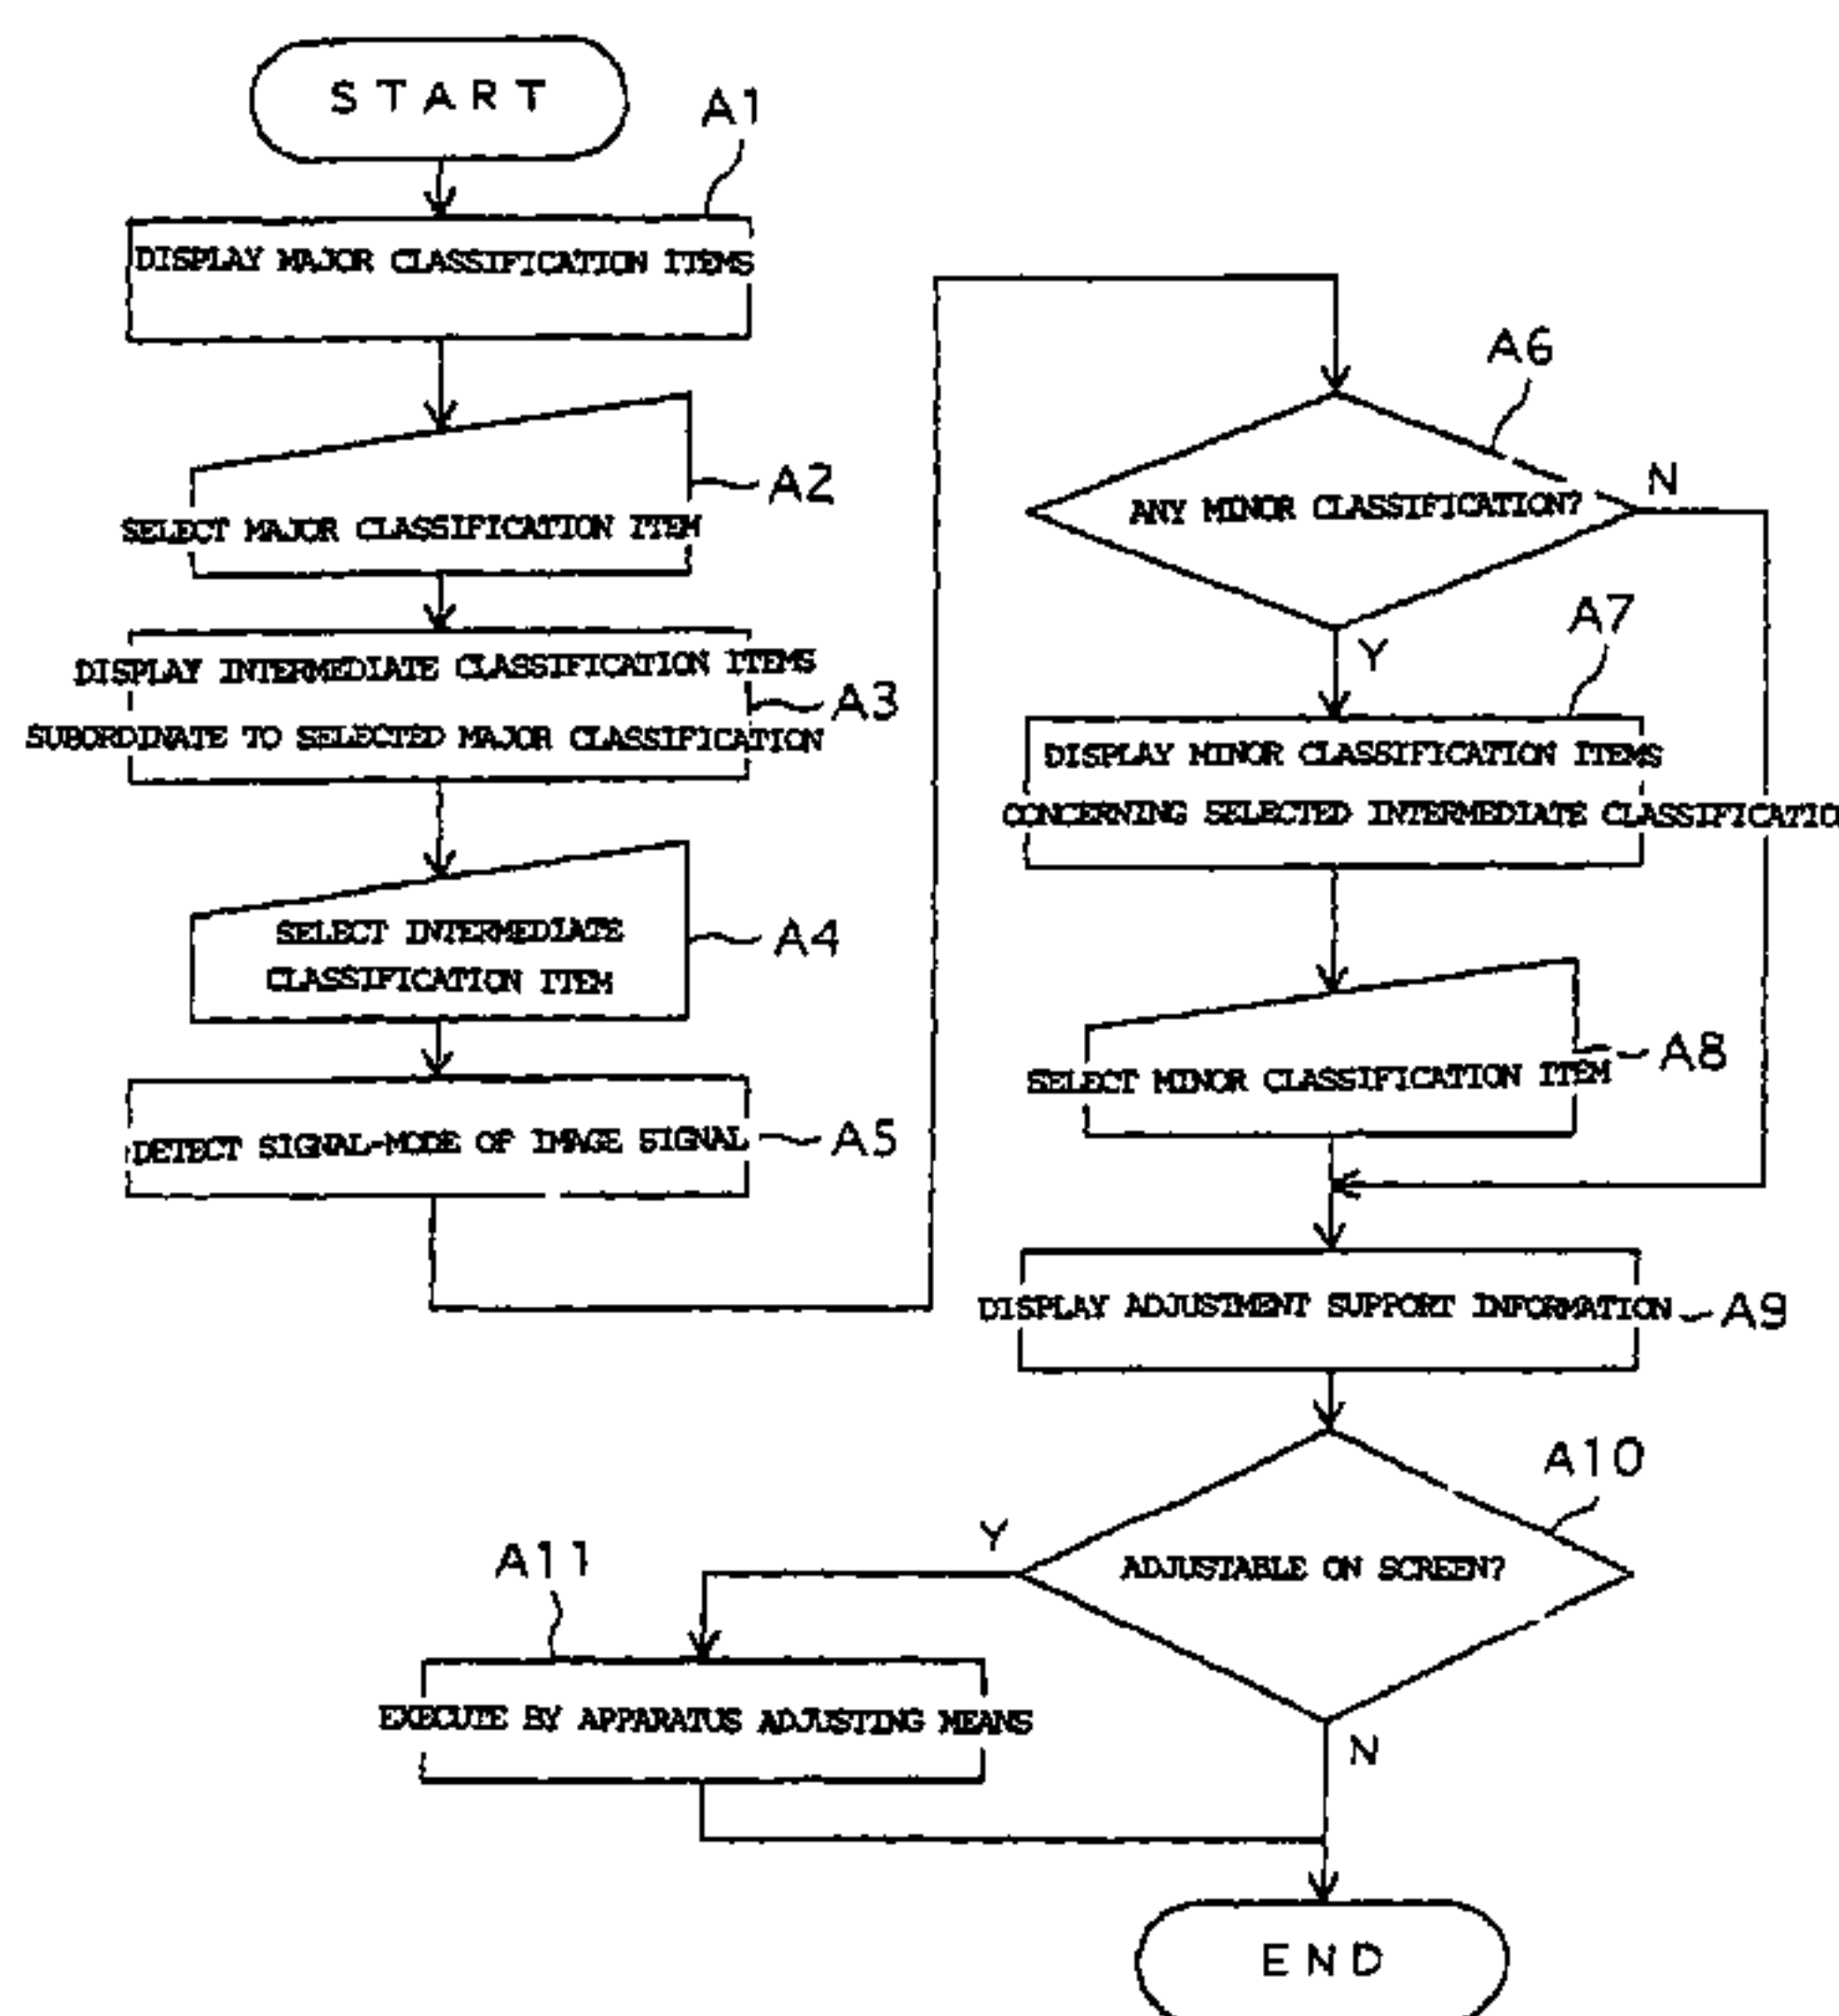 START
A1
DISPLAY MAJOR CLASSIFICATION ITEMS
A2
SELECT MAJOR CLASSIFICATION ITEM
DISPLAY INTERMEDIATE CLASSIFICATION ITEMS
SUBORDINATE TO SELECTED MAJOR CLASSIFICATION
A3
SELECT INTERMEDIATE
CLASSIFICATION ITEM
A4
DETECT SIGNAL-MODE OF IMAGE SIGNAL
A5
A6
ANY MINOR CLASSIFICATION?
N
Y
A7
DISPLAY MINOR CLASSIFICATION ITEMS
CONCERNING SELECTED INTERMEDIATE CLASSIFICATIO
A8
SELECT MINOR CLASSIFICATION ITEM
DISPLAY ADJUSTMENT SUPPORT INFORMATION
A9
A10
ADJUSTABLE ON SCREEN?
Y
N
A11
EXECUTE BY APPARATUS ADJUSTING MEANS
END